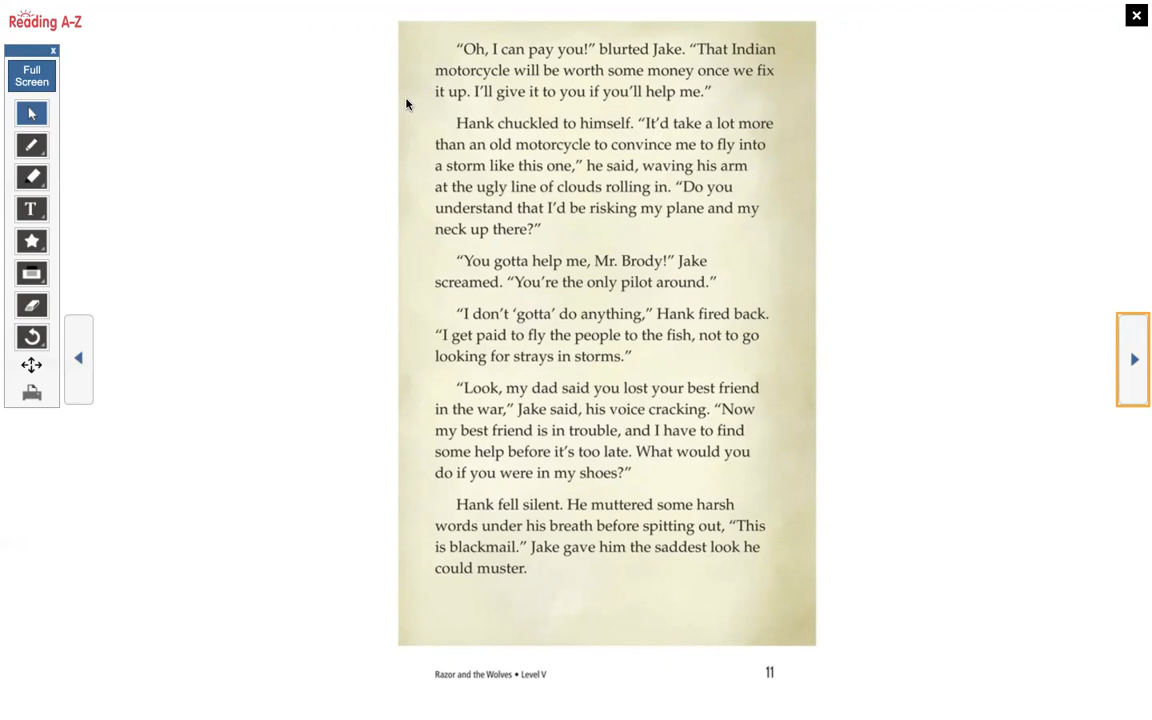 Reading A-Z
x
Full
Screen
T
“Oh, I can pay you!” blurted Jake. “That Indian
motorcycle will be worth some money once we fix
it up. I’ll give it to you if you’ll help me.”
Hank chuckled to himself. “It’d take a lot more
than an old motorcycle to convince me to fly into
a storm like this one,” he said, waving his arm
at the ugly line of clouds rolling in. “Do you
understand that I’d be risking my plane and my
neck up there?”
“You gotta help me, Mr. Brody!” Jake
screamed. “You’re the only pilot around.”
“I don’t ‘gotta’ do anything,” Hank fired back.
“I get paid to fly the people to the fish, not to go
looking for strays in storms.”
“Look, my dad said you lost your best friend
in the war,” Jake said, his voice cracking. “Now
my best friend is in trouble, and I have to find
some help before it’s too late. What would you
do if you were in my shoes?”
Hank fell silent. He muttered some harsh
words under his breath before spitting out, “This
is blackmail.” Jake gave him the saddest look he
could muster.
Razor and the Wolves • Level V
11